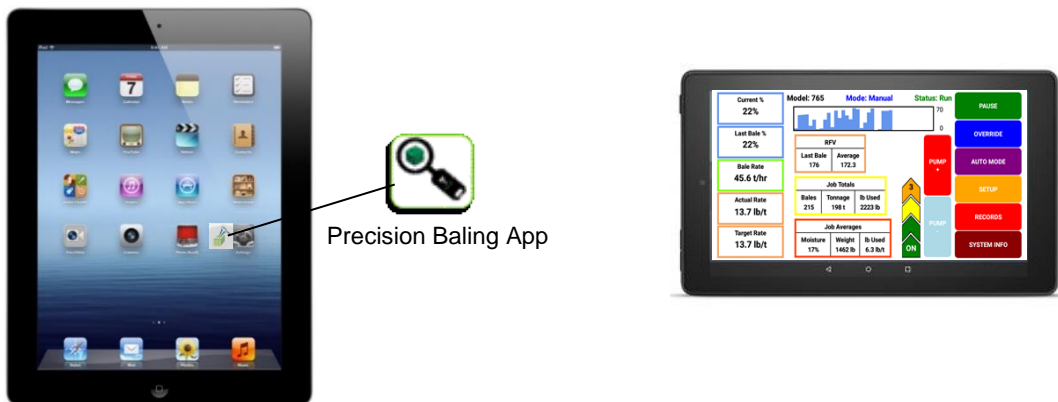 7
Precision Baling App
Current %
22%
Last Bale %
22%
Bale Rate
45.6 t/hr
Actual Rate
13.7 lb/t
Target Rate
13.7 lb/t
Model: 765 Mode: Manual Status: Run
70
0
RFV
Last Bale Average
176 172.3
Job Totals
Bales Tonnage lb Used
215 198 t 2223 lb
Job Averages
Moisture Weight lb Used
17% 1462 lb 6.3 lb/t
3
ON
PUMP
+
PUMP
-
PAUSE
OVERRIDE
AUTO MODE
SETUP
RECORDS
SYSTEM INFO